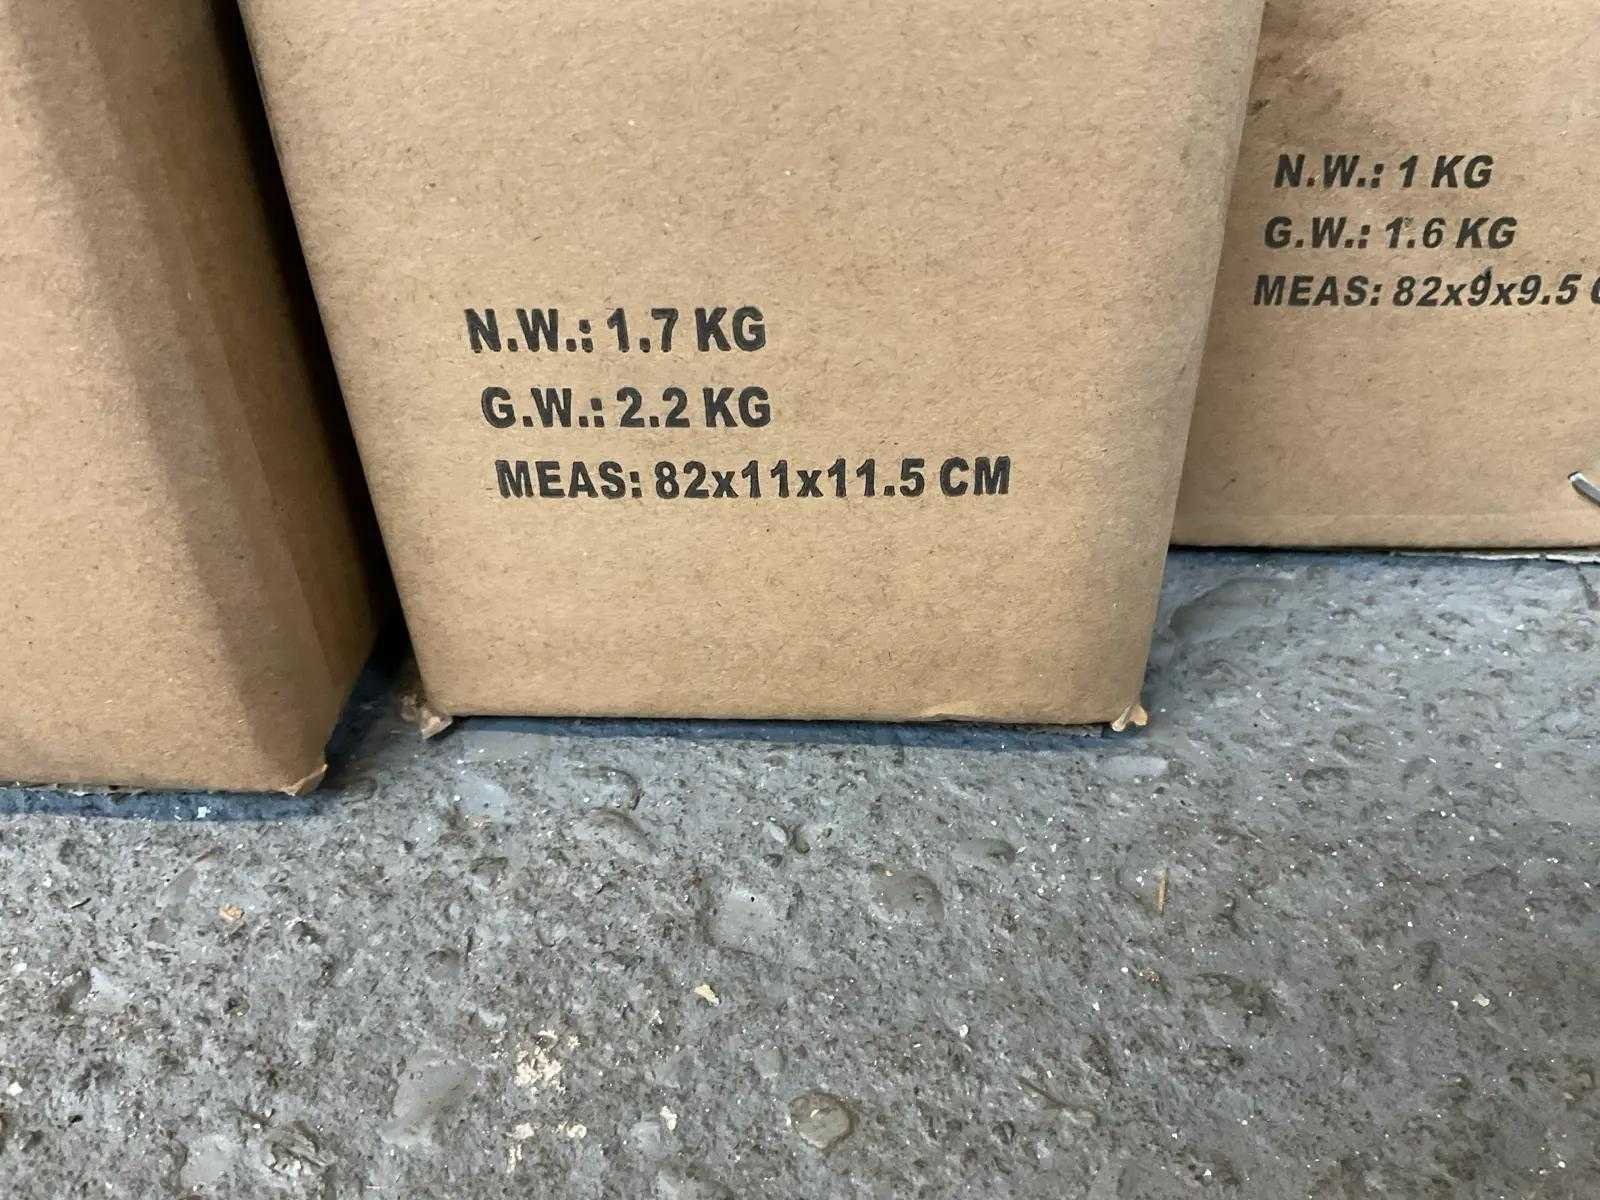 N.W.: 1.7 KG
G.W.: 2.2 KG
MEAS: 82x11x11.5 CM
N.W.: 1 KG
G.W.: 1.6 KG
MEAS: 82x9x9.5